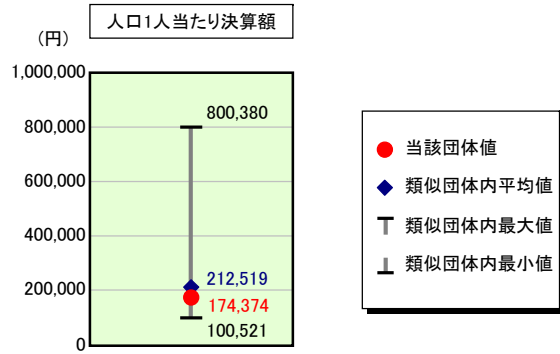 人口1人当たり決算額
(円)
1,000,000
800,000
600,000
400,000
200,000
0
800,380
212,519
174,374
100,521
当該団体値
類似団体内平均値
類似団体内最大値
類似団体内最小値